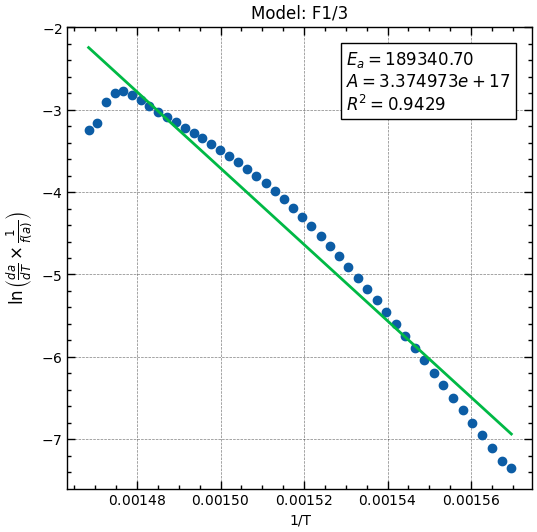 Model: F1/3
E_a = 189340.70
A = 3.374973e + 17
R^2 = 0.9429
−2
−3
−4
−5
−6
−7
ln (da/dT × 1/f(a))
0.00148 0.00150 0.00152 0.00154 0.00156
1/T